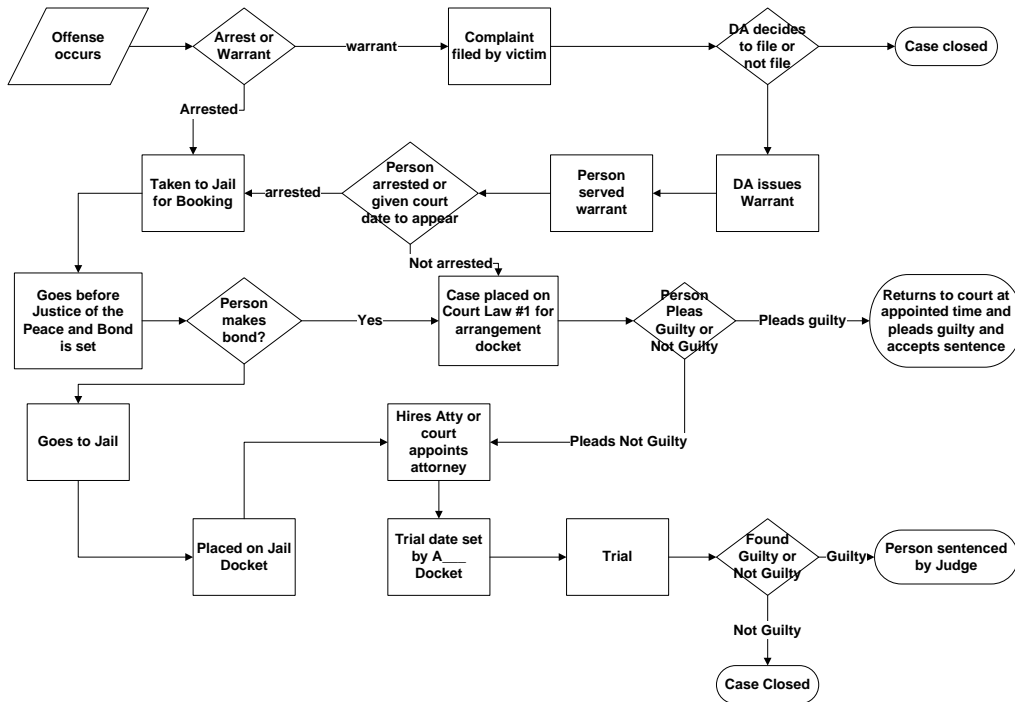 Offense
occurs
Arrest or
Warrant
warrant
Complaint
filed by victim
DA decides
to file or
not file
Case closed
Arrested
Taken to Jail
for Booking
arrested
Person
arrested or
given court
date to appear
Person
served
warrant
DA issues
Warrant
Not arrested
Goes before
Justice of the
Peace and Bond
is set
Person
makes
bond?
Yes
Case placed on
Court Law #1 for
arrangement
docket
Person
Pleas
Guilty or
Not Guilty
Pleads guilty
Returns to court at
appointed time and
pleads guilty and
accepts sentence
Goes to Jail
Hires Atty or
court
appoints
attorney
Pleads Not Guilty
Placed on Jail
Docket
Trial date set
by A___
Docket
Trial
Found
Guilty or
Not Guilty
Guilty
Person sentenced
by Judge
Not Guilty
Case Closed